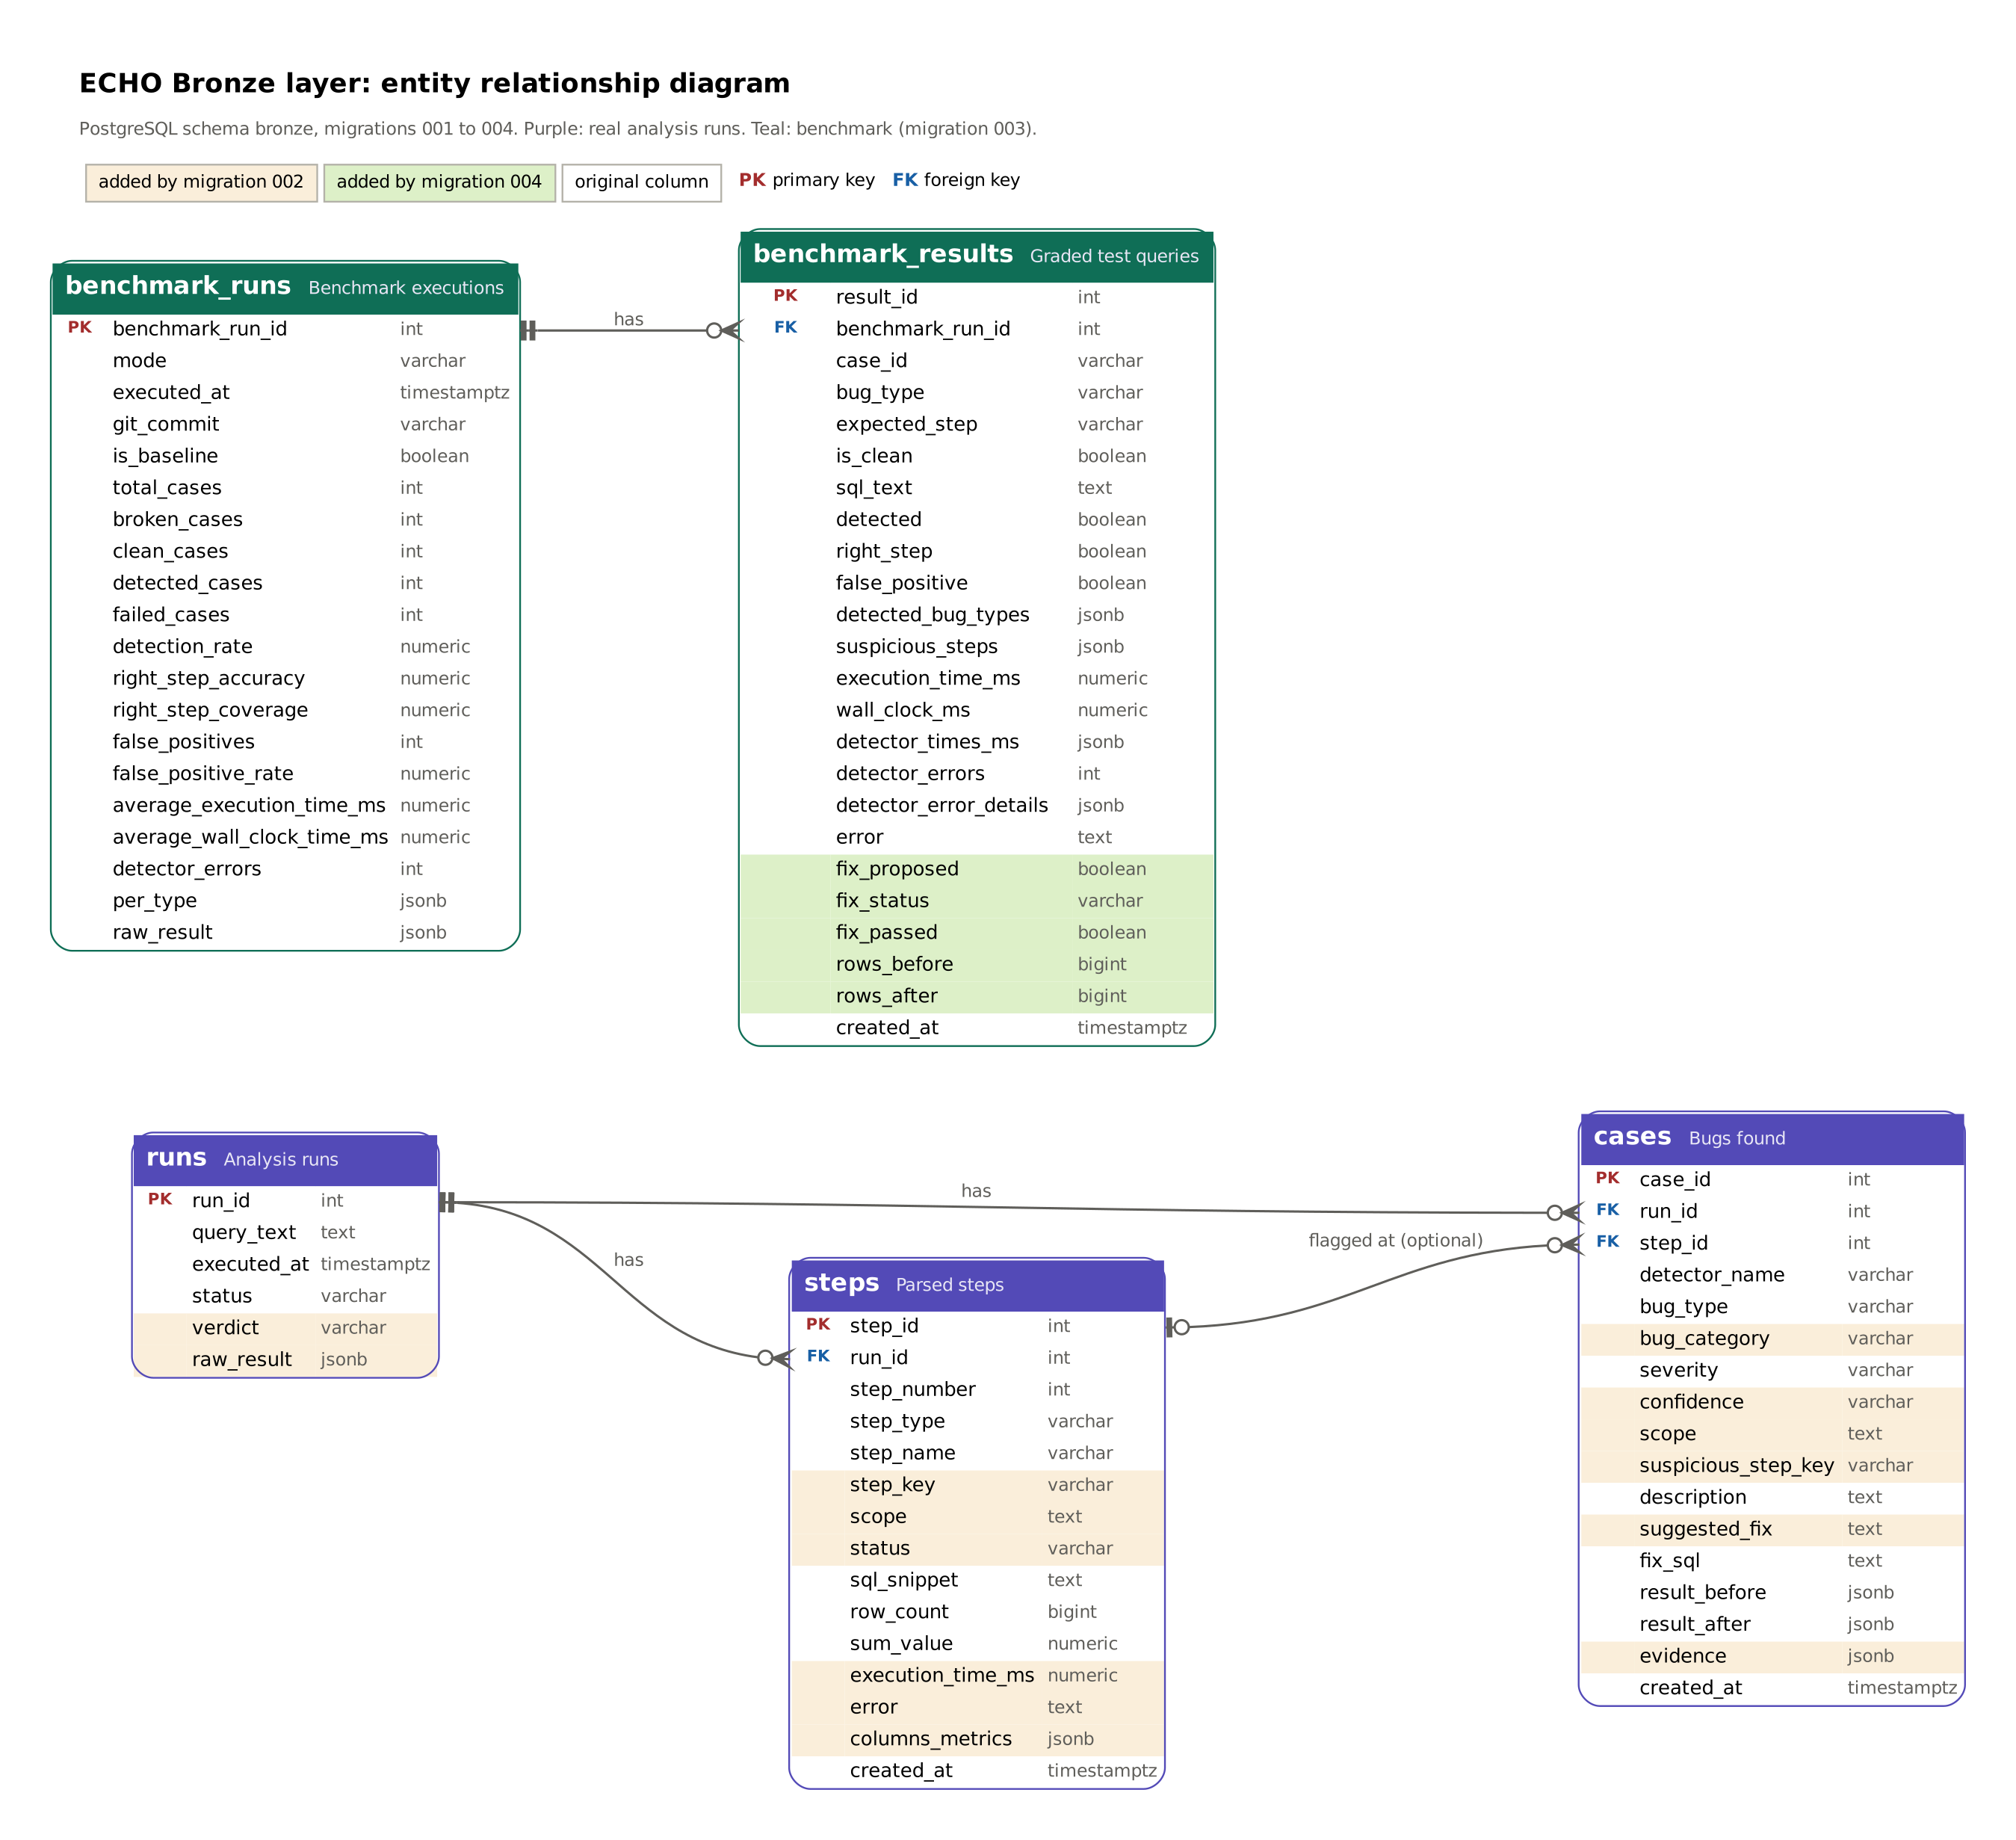 ECHO Bronze layer: entity relationship diagram
PostgreSQL schema bronze, migrations 001 to 004. Purple: real analysis runs. Teal: benchmark (migration 003).
added by migration 002 added by migration 004 original column PK primary key FK foreign key
benchmark_runs Benchmark executions
PK benchmark_run_id int
mode varchar
executed_at timestamptz
git_commit varchar
is_baseline boolean
total_cases int
broken_cases int
clean_cases int
detected_cases int
failed_cases int
detection_rate numeric
right_step_accuracy numeric
right_step_coverage numeric
false_positives int
false_positive_rate numeric
average_execution_time_ms numeric
average_wall_clock_time_ms numeric
detector_errors int
per_type jsonb
raw_result jsonb
has
benchmark_results Graded test queries
PK result_id int
FK benchmark_run_id int
case_id varchar
bug_type varchar
expected_step varchar
is_clean boolean
sql_text text
detected boolean
right_step boolean
false_positive boolean
detected_bug_types jsonb
suspicious_steps jsonb
execution_time_ms numeric
wall_clock_ms numeric
detector_times_ms jsonb
detector_errors int
detector_error_details jsonb
error text
fix_proposed boolean
fix_status varchar
fix_passed boolean
rows_before bigint
rows_after bigint
created_at timestamptz
runs Analysis runs
PK run_id int
query_text text
executed_at timestamptz
status varchar
verdict varchar
raw_result jsonb
has
has
flagged at (optional)
steps Parsed steps
PK step_id int
FK run_id int
step_number int
step_type varchar
step_name varchar
step_key varchar
scope text
status varchar
sql_snippet text
row_count bigint
sum_value numeric
execution_time_ms numeric
error text
columns_metrics jsonb
created_at timestamptz
cases Bugs found
PK case_id int
FK run_id int
FK step_id int
detector_name varchar
bug_type varchar
bug_category varchar
severity varchar
confidence varchar
scope text
suspicious_step_key varchar
description text
suggested_fix text
fix_sql text
result_before jsonb
result_after jsonb
evidence jsonb
created_at timestamptz